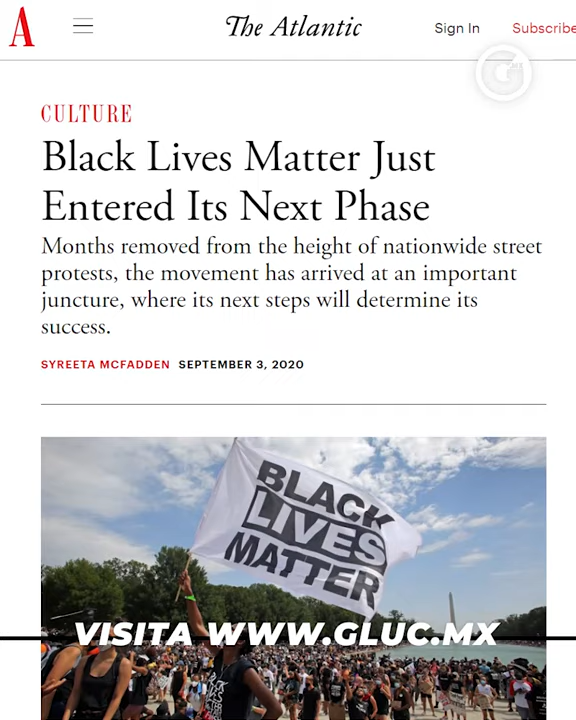 A
The Atlantic
Sign In
Subscribe
CULTURE
Black Lives Matter Just
Entered Its Next Phase
Months removed from the height of nationwide street
protests, the movement has arrived at an important
juncture, where its next steps will determine its
success.
SYREETA MCFADDEN SEPTEMBER 3, 2020
BLACK
LIVES
MATTER
VISITA WWW.GLUC.MX